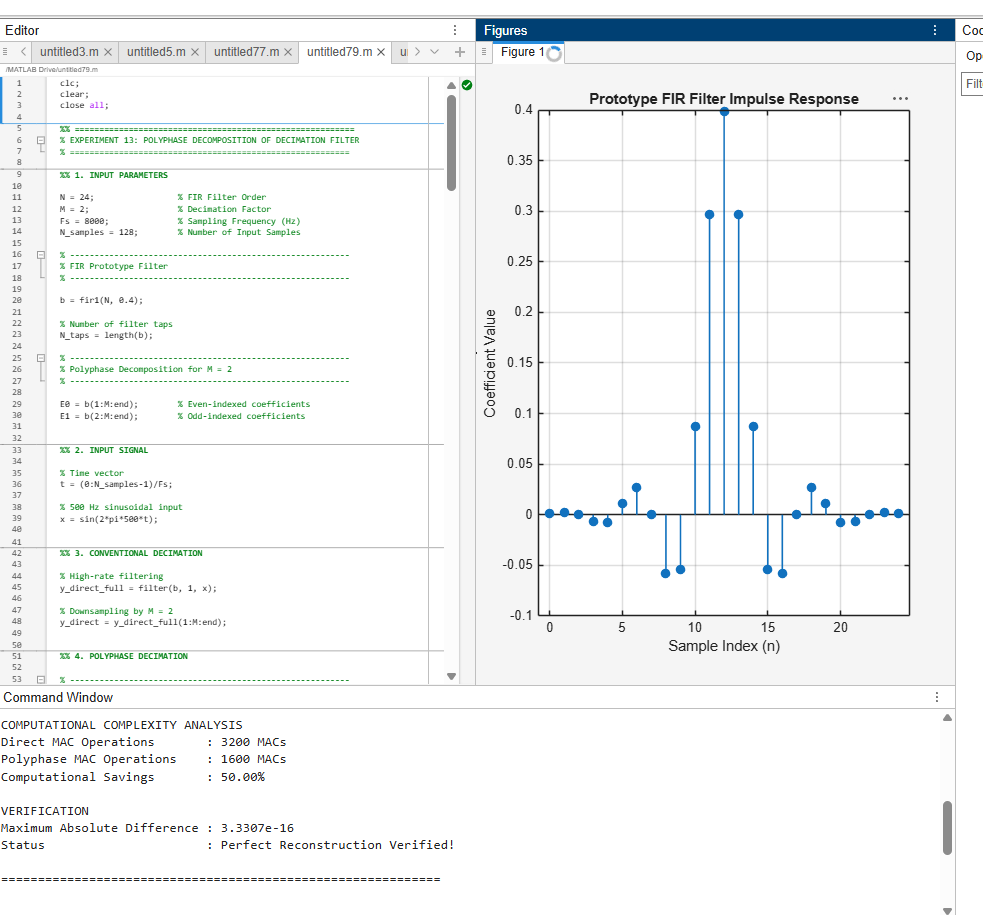 Editor
untitled3.m
untitled5.m
untitled77.m
untitled79.m
u
/MATLAB Drive/untitled79.m
1 clc;
2 clear;
3 close all;
4
5 %% ======================================================
6 % EXPERIMENT 13: POLYPHASE DECOMPOSITION OF DECIMATION FILTER
7 % ======================================================
8
9 %% 1. INPUT PARAMETERS
10
11 N = 24; % FIR Filter Order
12 M = 2; % Decimation Factor
13 Fs = 8000; % Sampling Frequency (Hz)
14 N_samples = 128; % Number of Input Samples
15
16 % ------------------------------------------------------
17 % FIR Prototype Filter
18 % ------------------------------------------------------
19
20 b = fir1(N, 0.4);
21
22 % Number of filter taps
23 N_taps = length(b);
24
25 % ------------------------------------------------------
26 % Polyphase Decomposition for M = 2
27 % ------------------------------------------------------
28
29 E0 = b(1:M:end); % Even-indexed coefficients
30 E1 = b(2:M:end); % Odd-indexed coefficients
31
32
33 %% 2. INPUT SIGNAL
34
35 % Time vector
36 t = (0:N_samples-1)/Fs;
37
38 % 500 Hz sinusoidal input
39 x = sin(2*pi*500*t);
40
41
42 %% 3. CONVENTIONAL DECIMATION
43
44 % High-rate filtering
45 y_direct_full = filter(b, 1, x);
46
47 % Downsampling by M = 2
48 y_direct = y_direct_full(1:M:end);
49
50
51 %% 4. POLYPHASE DECIMATION
52
53 % ------------------------------------------------------
Figures
Figure 1
Prototype FIR Filter Impulse Response
0.4
0.35
0.3
0.25
0.2
0.15
0.1
0.05
0
-0.05
-0.1
Coefficient Value
0 5 10 15 20
Sample Index (n)
Coc
Op
Filte
Command Window
COMPUTATIONAL COMPLEXITY ANALYSIS
Direct MAC Operations : 3200 MACs
Polyphase MAC Operations : 1600 MACs
Computational Savings : 50.00%
VERIFICATION
Maximum Absolute Difference : 3.3307e-16
Status : Perfect Reconstruction Verified!
============================================================